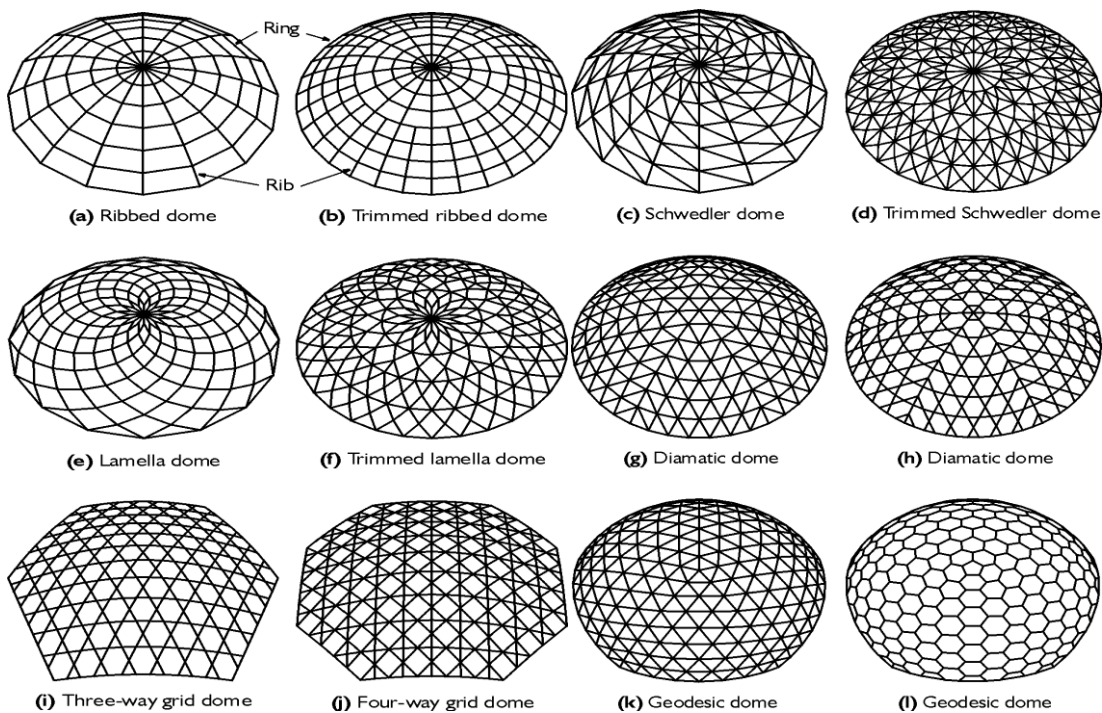 Ring
Rib
(a) Ribbed dome
(b) Trimmed ribbed dome
(c) Schwedler dome
(d) Trimmed Schwedler dome
(e) Lamella dome
(f) Trimmed lamella dome
(g) Diamatic dome
(h) Diamatic dome
(i) Three-way grid dome
(j) Four-way grid dome
(k) Geodesic dome
(l) Geodesic dome